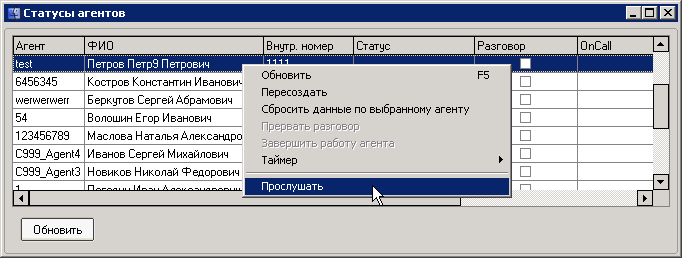 Статусы агентов
Агент ФИО Внутр. номер Статус Разговор OnCall
test Петров Петр9 Петрович 1111
6456345 Костров Константин Иванович
werwerwerr Беркутов Сергей Абрамович
54 Волошин Егор Иванович
123456789 Маслова Наталья Александро
C999_Agent4 Иванов Сергей Михайлович
C999_Agent3 Новиков Николай Федорович
1
Обновить F5
Пересоздать
Сбросить данные по выбранному агенту
Прервать разговор
Завершить работу агента
Таймер
Прослушать
Обновить